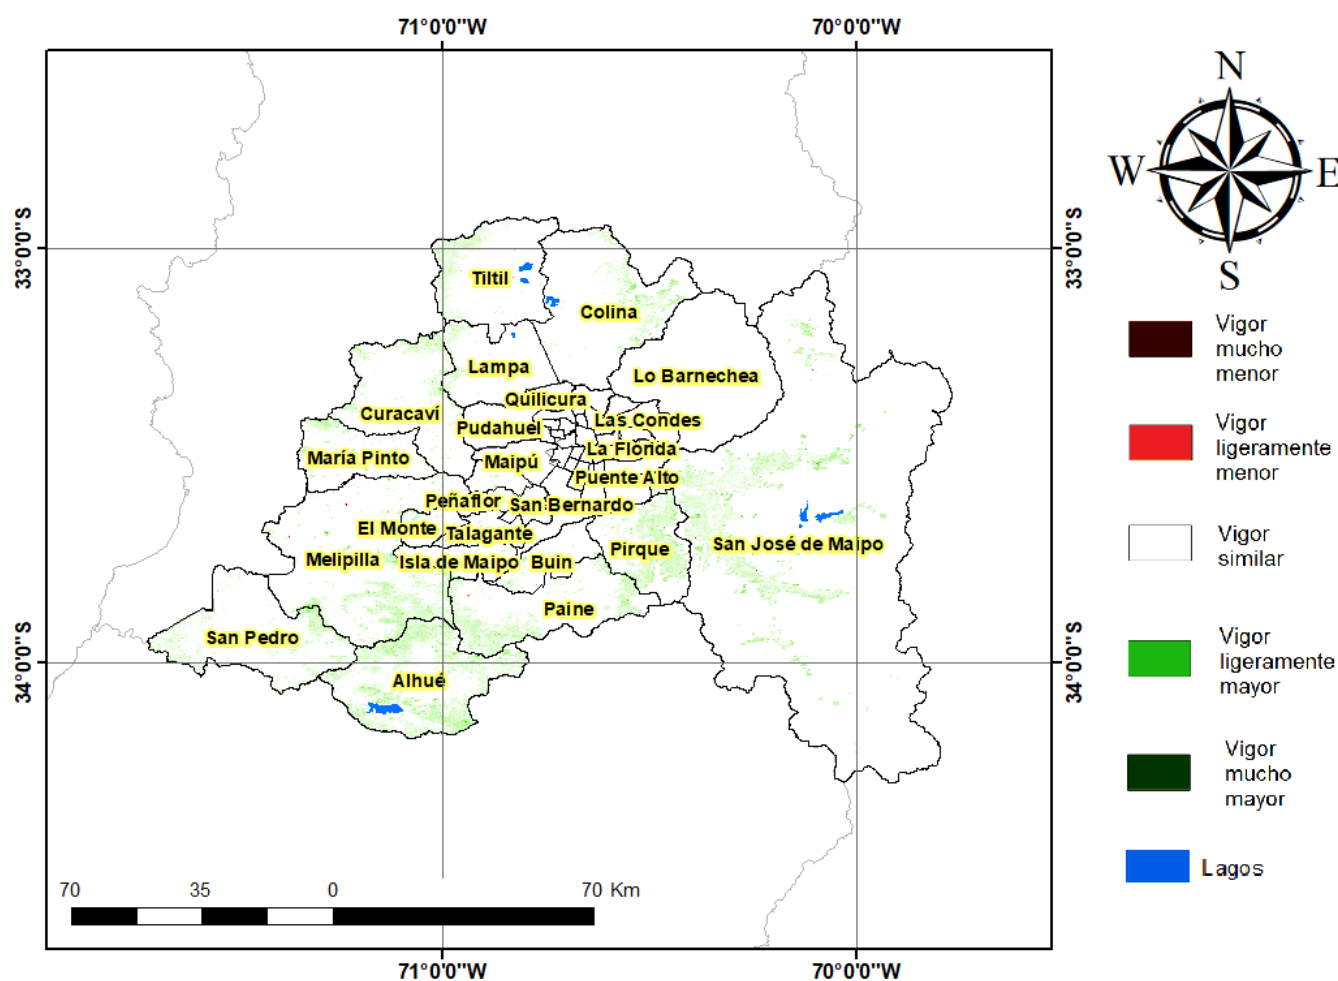 71°0'0"W
70°0'0"W
N
W
E
S
33°0'0"S
33°0'0"S
Tiltil
Colina
Lampa
Lo Barnechea
Quilicura
Curacaví
Las Condes
Pudahuel
La Florida
María Pinto
Maipú
Puente Alto
Peñaflor
San Bernardo
El Monte
Talagante
San José de Maipo
Pirque
Melipilla
Isla de Maipo
Buin
Paine
San Pedro
Alhué
34°0'0"S
34°0'0"S
Vigor
mucho
menor
Vigor
ligeramente
menor
Vigor
similar
Vigor
ligeramente
mayor
Vigor
mucho
mayor
Lagos
70 35 0 70 Km
71°0'0"W
70°0'0"W